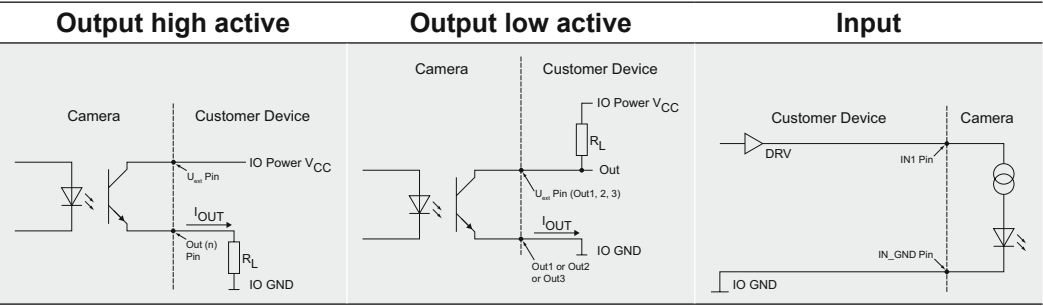 Output high active
Output low active
Input
Camera
Customer Device
IO Power VCC
Uext Pin
IOUT
Out (n)
Pin
RL
IO GND
Camera
Customer Device
IO Power VCC
RL
Out
Uext Pin (Out1, 2, 3)
IOUT
IO GND
Out1 or Out2
or Out3
Customer Device
Camera
DRV
IN1 Pin
IN_GND Pin
IO GND